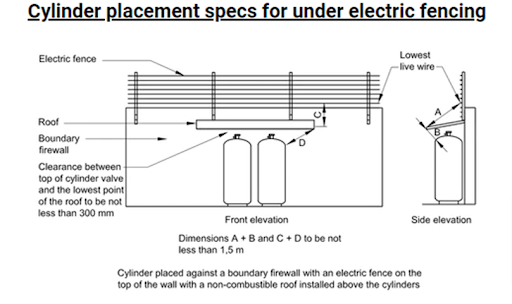 Cylinder placement specs for under electric fencing
Electric fence
Lowest
live wire
Roof
Boundary
firewall
Clearance between
top of cylinder valve
and the lowest point
of the roof to be not
less than 300 mm
C
D
A
B
Front elevation
Side elevation
Dimensions A + B and C + D to be not
less than 1,5 m
Cylinder placed against a boundary firewall with an electric fence on the
top of the wall with a non-combustible roof installed above the cylinders